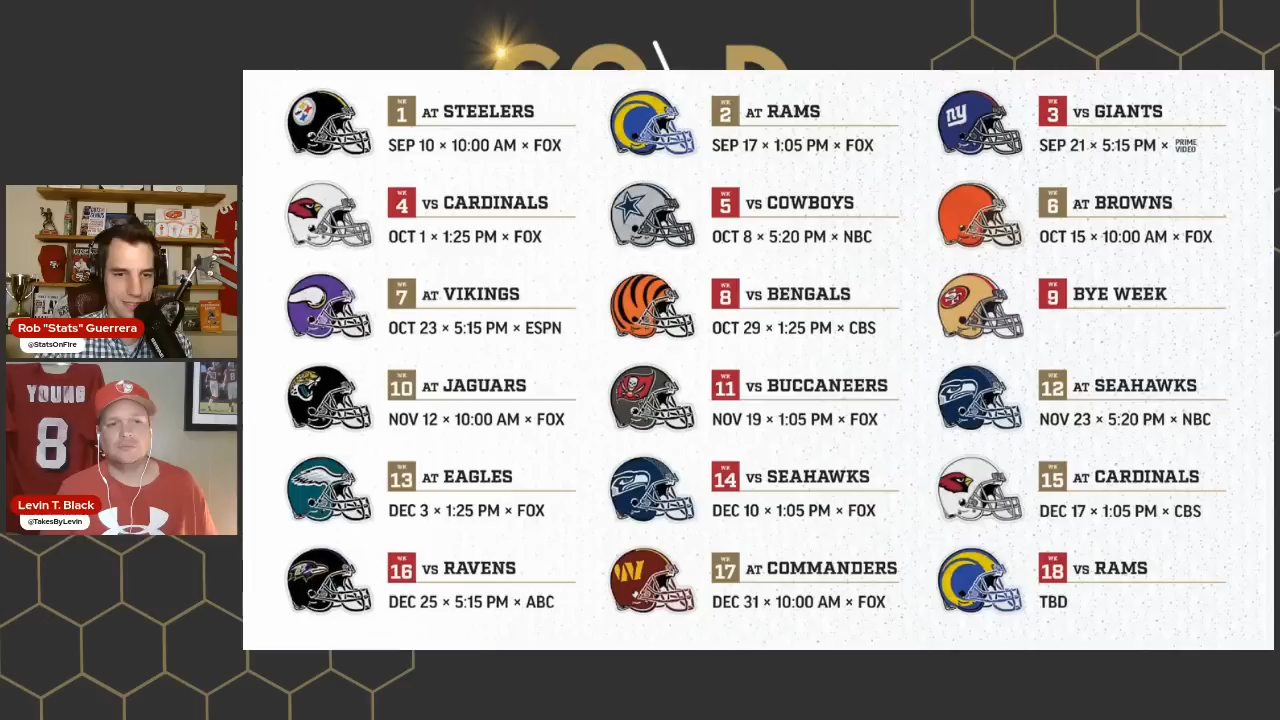 GOLD
WK 1 AT STEELERS
SEP 10 × 10:00 AM × FOX
WK 2 AT RAMS
SEP 17 × 1:05 PM × FOX
WK 3 VS GIANTS
SEP 21 × 5:15 PM × PRIME VIDEO
WK 4 VS CARDINALS
OCT 1 × 1:25 PM × FOX
WK 5 VS COWBOYS
OCT 8 × 5:20 PM × NBC
WK 6 AT BROWNS
OCT 15 × 10:00 AM × FOX
WK 7 AT VIKINGS
OCT 23 × 5:15 PM × ESPN
WK 8 VS BENGALS
OCT 29 × 1:25 PM × CBS
WK 9 BYE WEEK
WK 10 AT JAGUARS
NOV 12 × 10:00 AM × FOX
WK 11 VS BUCCANEERS
NOV 19 × 1:05 PM × FOX
WK 12 AT SEAHAWKS
NOV 23 × 5:20 PM × NBC
WK 13 AT EAGLES
DEC 3 × 1:25 PM × FOX
WK 14 VS SEAHAWKS
DEC 10 × 1:05 PM × FOX
WK 15 AT CARDINALS
DEC 17 × 1:05 PM × CBS
WK 16 VS RAVENS
DEC 25 × 5:15 PM × ABC
WK 17 AT COMMANDERS
DEC 31 × 10:00 AM × FOX
WK 18 VS RAMS
TBD
ny
SF
W
Rob "Stats" Guerrera
@StatsOnFire
YOUNG
8
Levin T. Black
@TakesByLevin